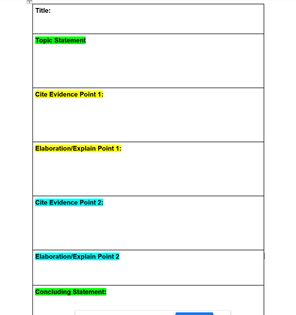 Title:
Topic Statement
Cite Evidence Point 1:
Elaboration/Explain Point 1:
Cite Evidence Point 2:
Elaboration/Explain Point 2
Concluding Statement: